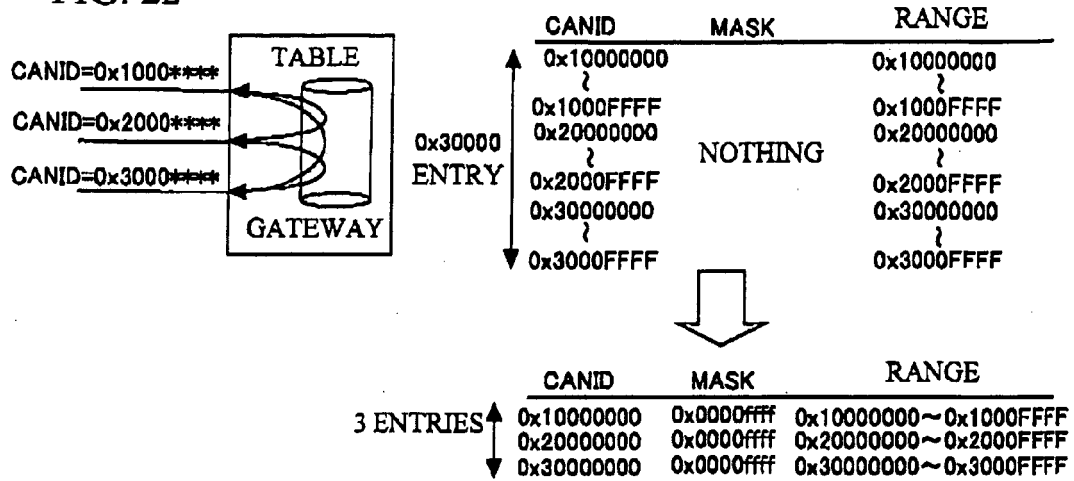 FIG. 22
CANID=0x1000****
CANID=0x2000****
CANID=0x3000****
TABLE
GATEWAY
0x30000
ENTRY
CANID MASK RANGE
0x10000000 0x10000000
~ ~
0x1000FFFF 0x1000FFFF
0x20000000 0x20000000
~ NOTHING ~
0x2000FFFF 0x2000FFFF
0x30000000 0x30000000
~ ~
0x3000FFFF 0x3000FFFF
3 ENTRIES
CANID MASK RANGE
0x10000000 0x0000ffff 0x10000000~0x1000FFFF
0x20000000 0x0000ffff 0x20000000~0x2000FFFF
0x30000000 0x0000ffff 0x30000000~0x3000FFFF